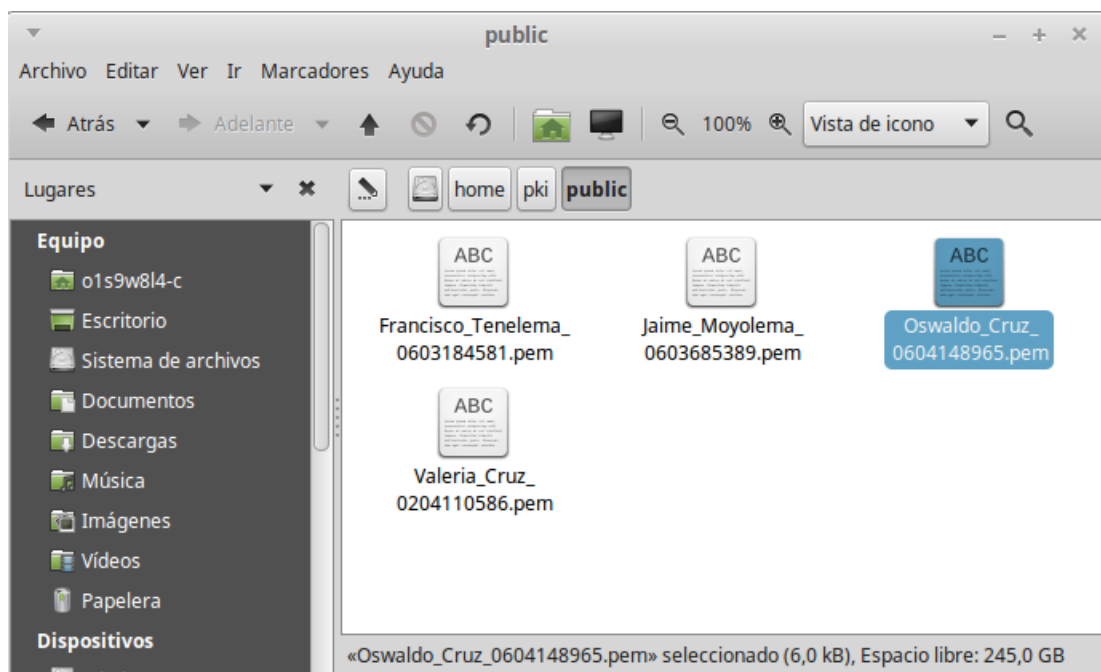 public
Archivo Editar Ver Ir Marcadores Ayuda
Atrás Adelante 100% Vista de icono
Lugares home pki public
Equipo
o1s9w8l4-c
Escritorio
Sistema de archivos
Documentos
Descargas
Música
Imágenes
Vídeos
Papelera
Dispositivos
ABC ABC ABC
Francisco_Tenelema_ Jaime_Moyolema_ Oswaldo_Cruz_
0603184581.pem 0603685389.pem 0604148965.pem
ABC
Valeria_Cruz_
0204110586.pem
«Oswaldo_Cruz_0604148965.pem» seleccionado (6,0 kB), Espacio libre: 245,0 GB